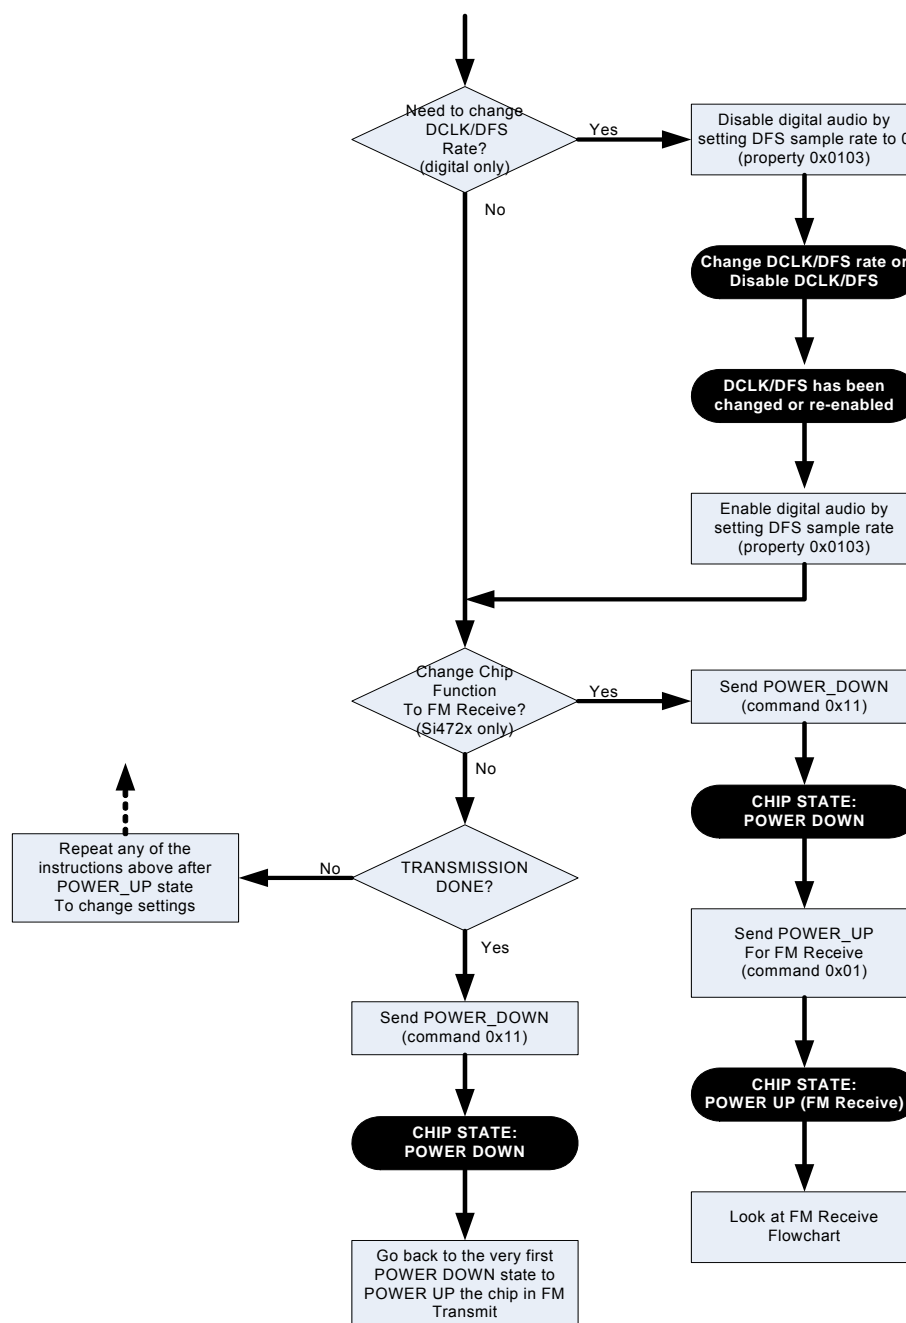 Need to change
DCLK/DFS
Rate?
(digital only)
Yes
Disable digital audio by
setting DFS sample rate to 0
(property 0x0103)
No
Change DCLK/DFS rate or
Disable DCLK/DFS
DCLK/DFS has been
changed or re-enabled
Enable digital audio by
setting DFS sample rate
(property 0x0103)
Change Chip
Function
To FM Receive?
(Si472x only)
Yes
Send POWER_DOWN
(command 0x11)
No
CHIP STATE:
POWER DOWN
Repeat any of the
instructions above after
POWER_UP state
To change settings
No
TRANSMISSION
DONE?
Yes
Send POWER_UP
For FM Receive
(command 0x01)
Send POWER_DOWN
(command 0x11)
CHIP STATE:
POWER UP (FM Receive)
CHIP STATE:
POWER DOWN
Look at FM Receive
Flowchart
Go back to the very first
POWER DOWN state to
POWER UP the chip in FM
Transmit